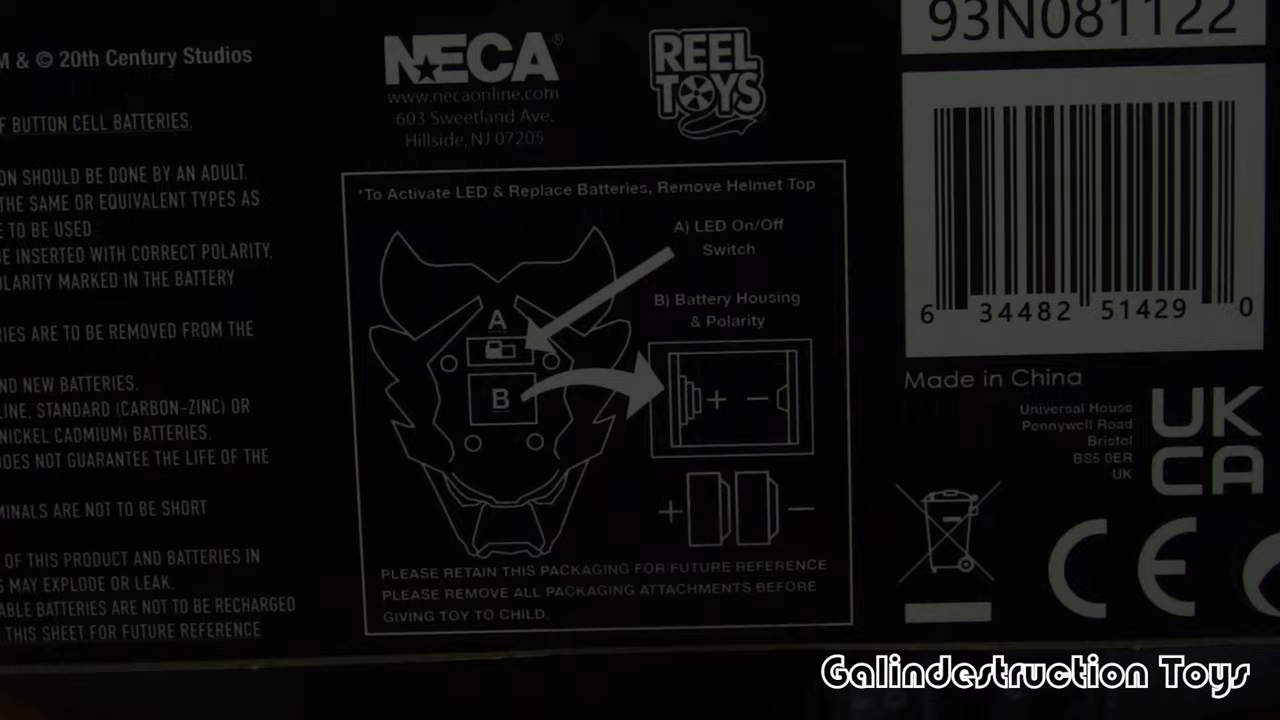 M & © 20th Century Studios
F BUTTON CELL BATTERIES.
ON SHOULD BE DONE BY AN ADULT.
THE SAME OR EQUIVALENT TYPES AS
E TO BE USED
DE INSERTED WITH CORRECT POLARITY,
OLARITY MARKED IN THE BATTERY
RIES ARE TO BE REMOVED FROM THE
ND NEW BATTERIES.
LINE, STANDARD (CARBON-ZINC) OR
(NICKEL CADMIUM) BATTERIES.
DOES NOT GUARANTEE THE LIFE OF THE
MINALS ARE NOT TO BE SHORT
OF THIS PRODUCT AND BATTERIES IN
S MAY EXPLODE OR LEAK.
ABLE BATTERIES ARE NOT TO BE RECHARGED
THIS SHEET FOR FUTURE REFERENCE
NECA®
www.necaonline.com
603 Sweetland Ave.
Hillside, NJ 07205
REEL
TOYS
*To Activate LED & Replace Batteries, Remove Helmet Top
A) LED On/Off
Switch
B) Battery Housing
& Polarity
A
B
+ −
+ −
PLEASE RETAIN THIS PACKAGING FOR FUTURE REFERENCE
PLEASE REMOVE ALL PACKAGING ATTACHMENTS BEFORE
GIVING TOY TO CHILD.
93N081122
6 34482 51429 0
Made in China
Universal House
Pennywell Road
Bristol
BS5 0ER
UK
UK
CA
CE
Galindestruction Toys